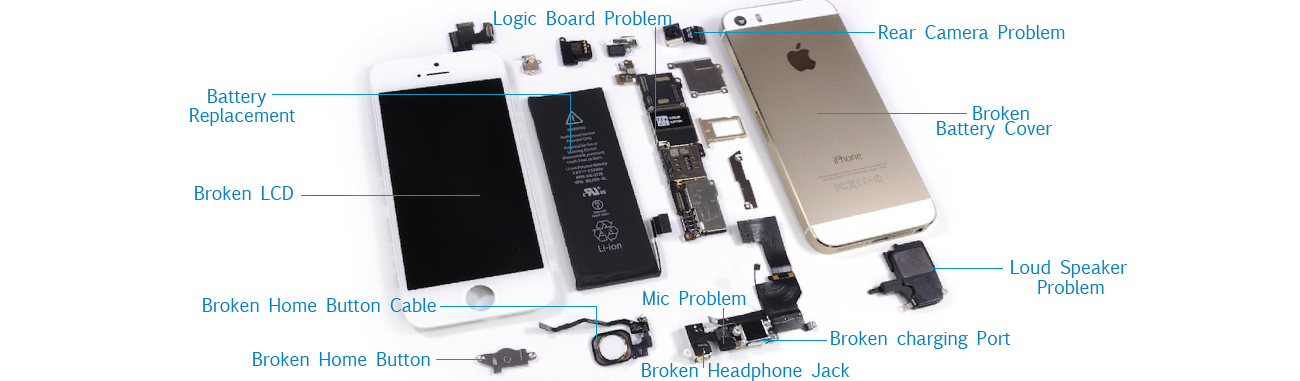 Logic Board Problem
Rear Camera Problem
Battery
Replacement
Broken
Battery Cover
Broken LCD
iPhone
Li-ion
Loud Speaker
Problem
Broken Home Button Cable
Mic Problem
Broken charging Port
Broken Home Button
Broken Headphone Jack